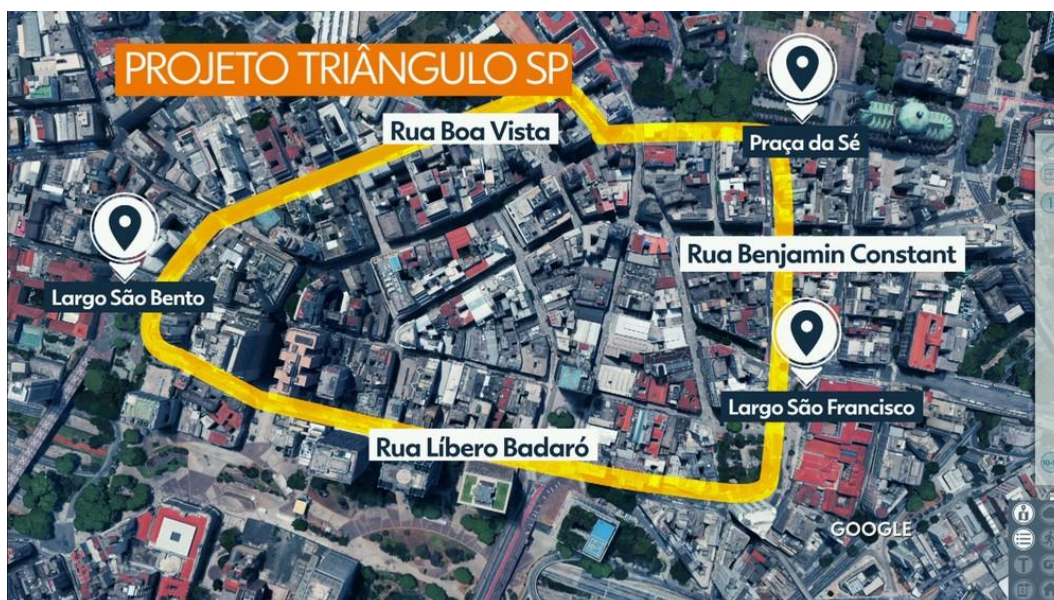 PROJETO TRIÂNGULO SP
Rua Boa Vista
Praça da Sé
Rua Benjamin Constant
Largo São Bento
Largo São Francisco
Rua Líbero Badaró
GOOGLE